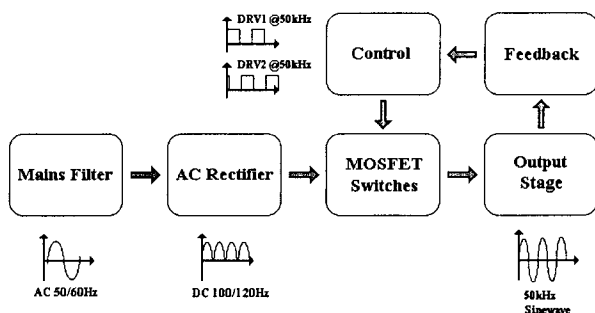 DRV1 @50kHz
DRV2 @50kHz
Control
Feedback
Mains Filter
AC Rectifier
MOSFET
Switches
Output
Stage
AC 50/60Hz
DC 100/120Hz
50kHz
Sinewave